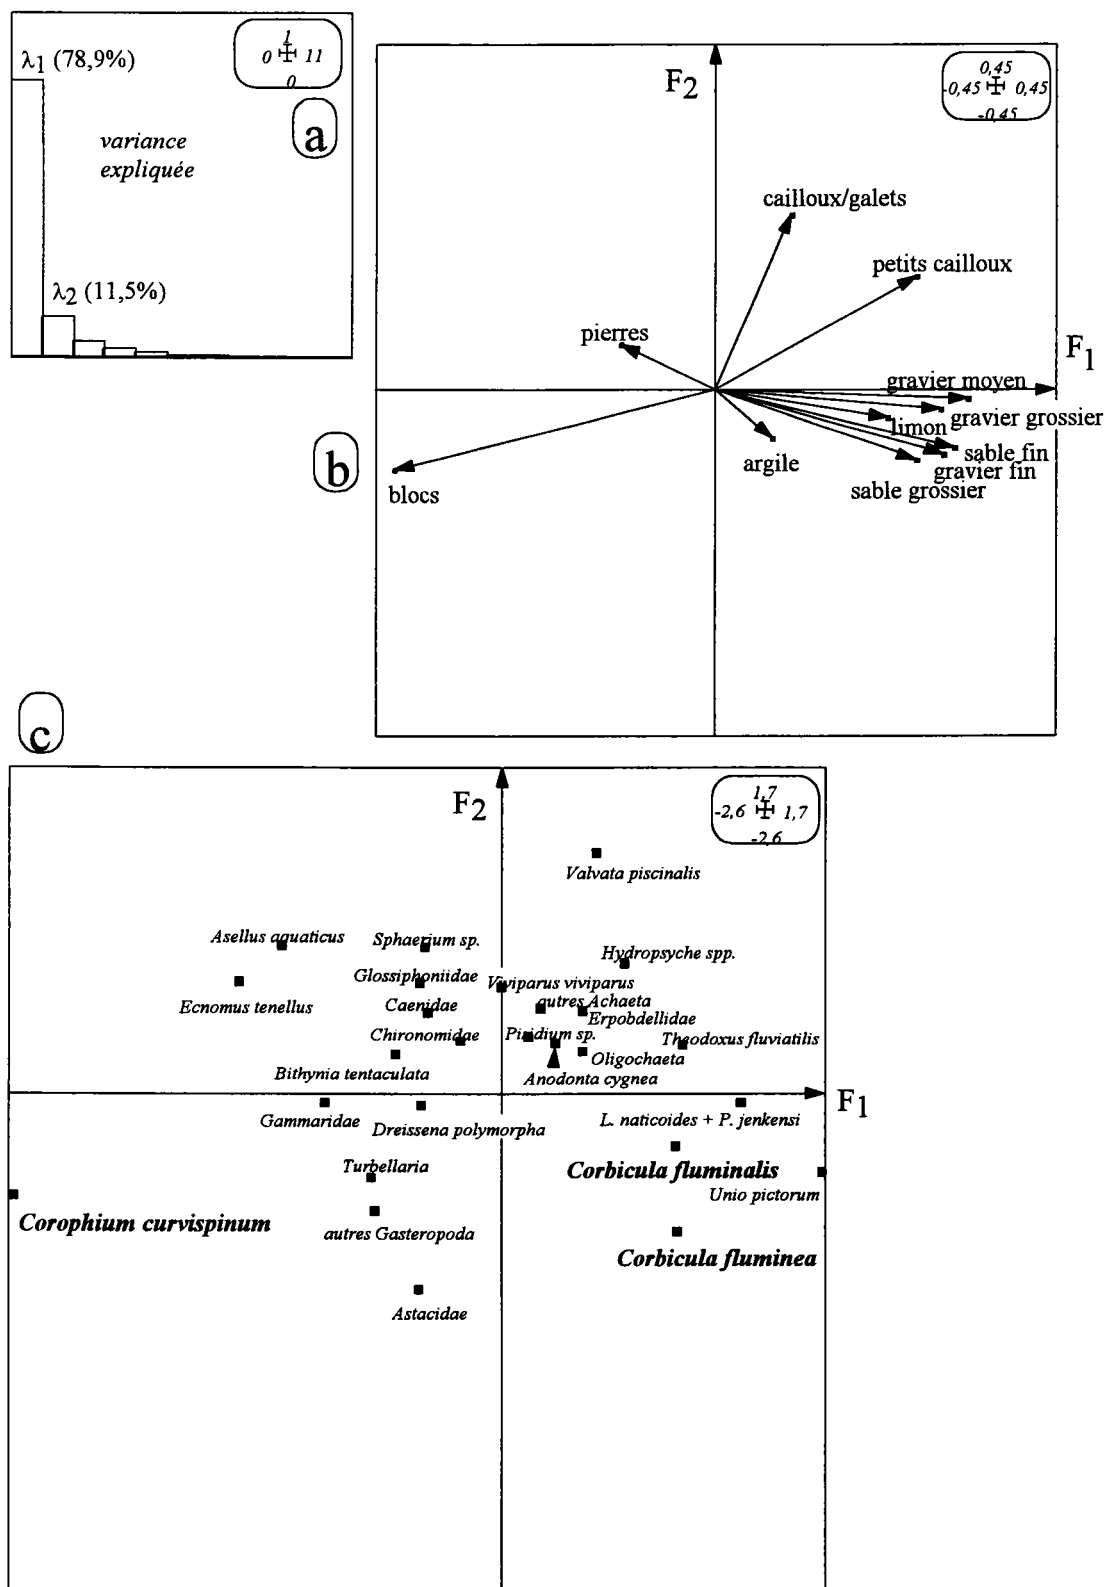 λ1 (78,9%)
1
0 11
0
a
variance
expliquée
λ2 (11,5%)
F2
0,45
-0,45 0,45
-0,45
cailloux/galets
petits cailloux
pierres
F1
gravier moyen
gravier grossier
limon
sable fin
argile
gravier fin
sable grossier
b
blocs
c
F2
1,7
-2,6 1,7
-2,6
Valvata piscinalis
Asellus aquaticus
Sphaerium sp.
Hydropsyche spp.
Glossiphoniidae
Viviparus viviparus
Ecnomus tenellus
Caenidae
autres Achaeta
Erpobdellidae
Chironomidae
Pisidium sp.
Theodoxus fluviatilis
Oligochaeta
Bithynia tentaculata
Anodonta cygnea
F1
Gammaridae
Dreissena polymorpha
L. naticoides + P. jenkensi
Turbellaria
Corbicula fluminalis
Unio pictorum
Corophium curvispinum
autres Gasteropoda
Corbicula fluminea
Astacidae